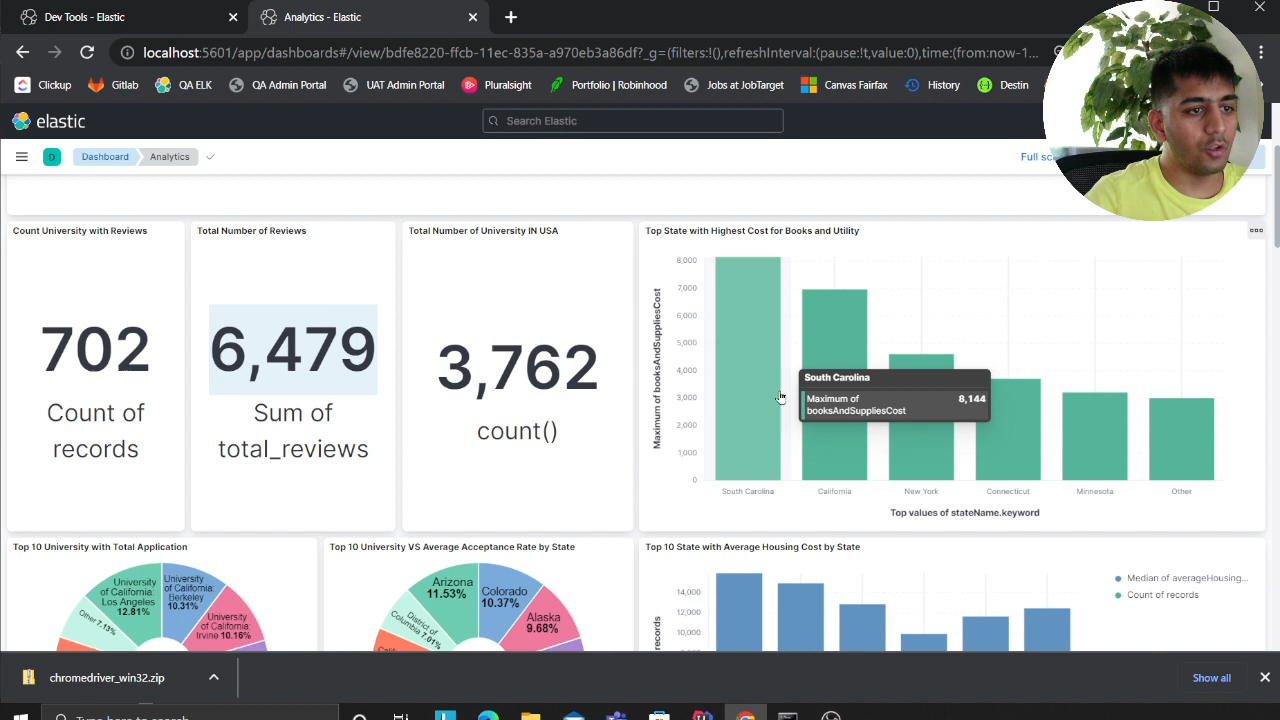 Dev Tools - Elastic
Analytics - Elastic
localhost:5601/app/dashboards#/view/bdfe8220-ffcb-11ec-835a-a970eb3a86df?_g=(filters:!(),refreshInterval:(pause:!t,value:0),time:(from:now-1...
Clickup
Gitlab
QA ELK
QA Admin Portal
UAT Admin Portal
Pluralsight
Portfolio | Robinhood
Jobs at JobTarget
Canvas Fairfax
History
Destin
elastic
Search Elastic
D
Dashboard
Analytics
Full
Count University with Reviews
Total Number of Reviews
Total Number of University IN USA
Top State with Highest Cost for Books and Utility
702
Count of
records
6,479
Sum of
total_reviews
3,762
count()
Maximum of booksAndSuppliesCost
8,000
7,000
6,000
5,000
4,000
3,000
2,000
1,000
0
South Carolina
Maximum of
booksAndSuppliesCost
8,144
South Carolina
California
New York
Connecticut
Minnesota
Other
Top values of stateName.keyword
Top 10 University with Total Application
Top 10 University VS Average Acceptance Rate by State
Top 10 State with Average Housing Cost by State
University
of California:
Los Angeles
12.81%
University
of California:
Berkeley
10.31%
University
of California:
Irvine 10.16%
Other 7.13%
Arizona
11.53%
Colorado
10.37%
Alaska
9.68%
District of
Columbia 7.01%
14,000
12,000
10,000
records
Median of averageHousing...
Count of records
chromedriver_win32.zip
Show all
Type here to search